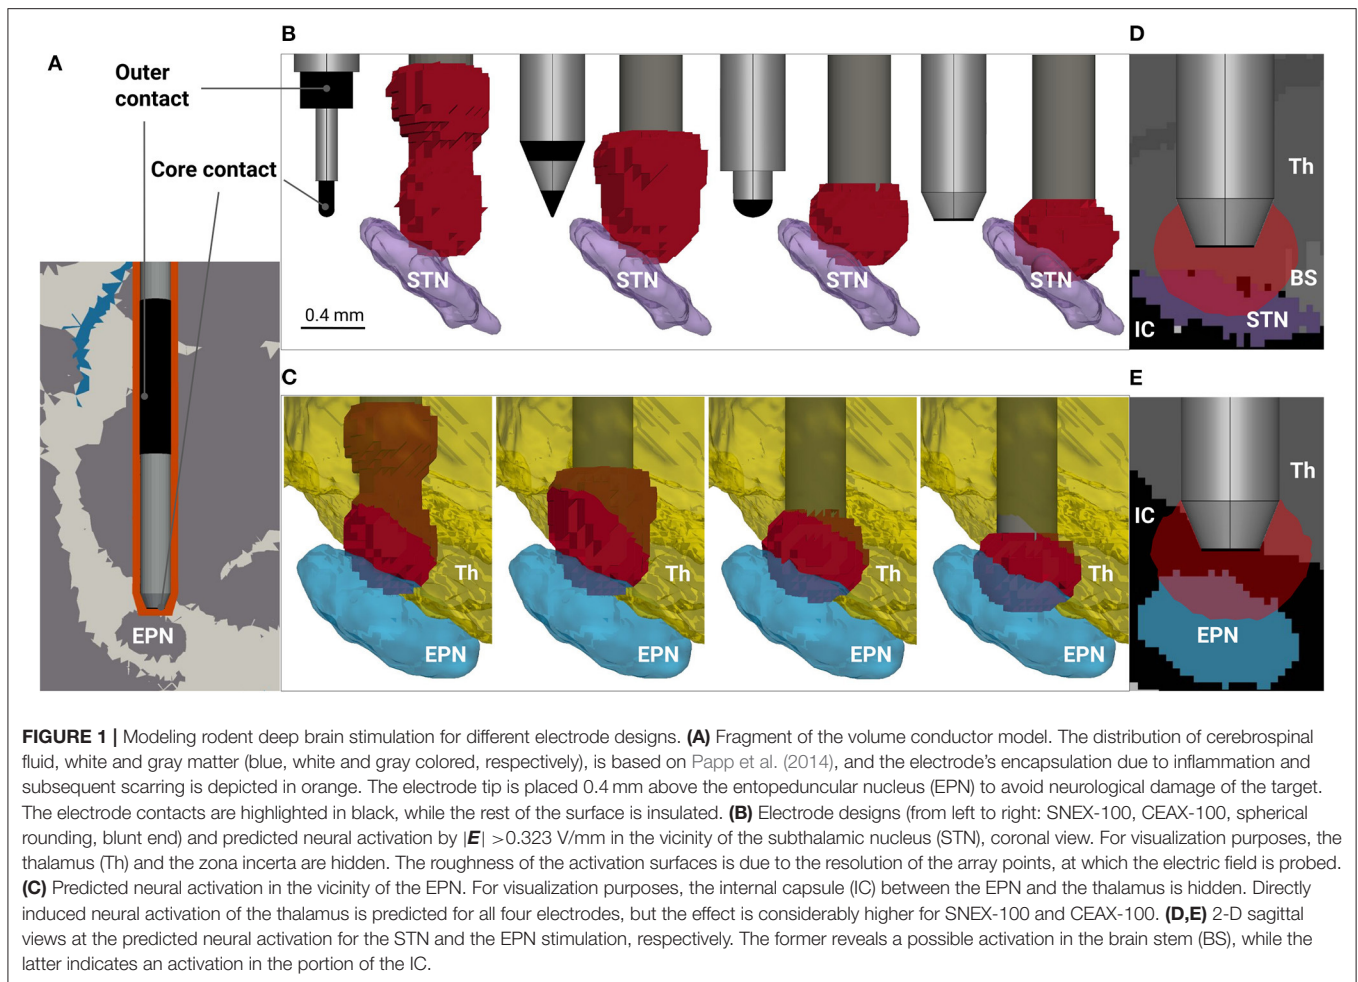 A
Outer
contact
Core contact
EPN
B
STN
STN
STN
STN
0.4 mm
C
Th
EPN
Th
EPN
Th
EPN
Th
EPN
D
Th
BS
STN
IC
E
Th
IC
EPN
FIGURE 1 | Modeling rodent deep brain stimulation for different electrode designs. (A) Fragment of the volume conductor model. The distribution of cerebrospinal
fluid, white and gray matter (blue, white and gray colored, respectively), is based on Papp et al. (2014), and the electrode's encapsulation due to inflammation and
subsequent scarring is depicted in orange. The electrode tip is placed 0.4 mm above the entopeduncular nucleus (EPN) to avoid neurological damage of the target.
The electrode contacts are highlighted in black, while the rest of the surface is insulated. (B) Electrode designs (from left to right: SNEX-100, CEAX-100, spherical
rounding, blunt end) and predicted neural activation by |E| >0.323 V/mm in the vicinity of the subthalamic nucleus (STN), coronal view. For visualization purposes, the
thalamus (Th) and the zona incerta are hidden. The roughness of the activation surfaces is due to the resolution of the array points, at which the electric field is probed.
(C) Predicted neural activation in the vicinity of the EPN. For visualization purposes, the internal capsule (IC) between the EPN and the thalamus is hidden. Directly
induced neural activation of the thalamus is predicted for all four electrodes, but the effect is considerably higher for SNEX-100 and CEAX-100. (D,E) 2-D sagittal
views at the predicted neural activation for the STN and the EPN stimulation, respectively. The former reveals a possible activation in the brain stem (BS), while the
latter indicates an activation in the portion of the IC.